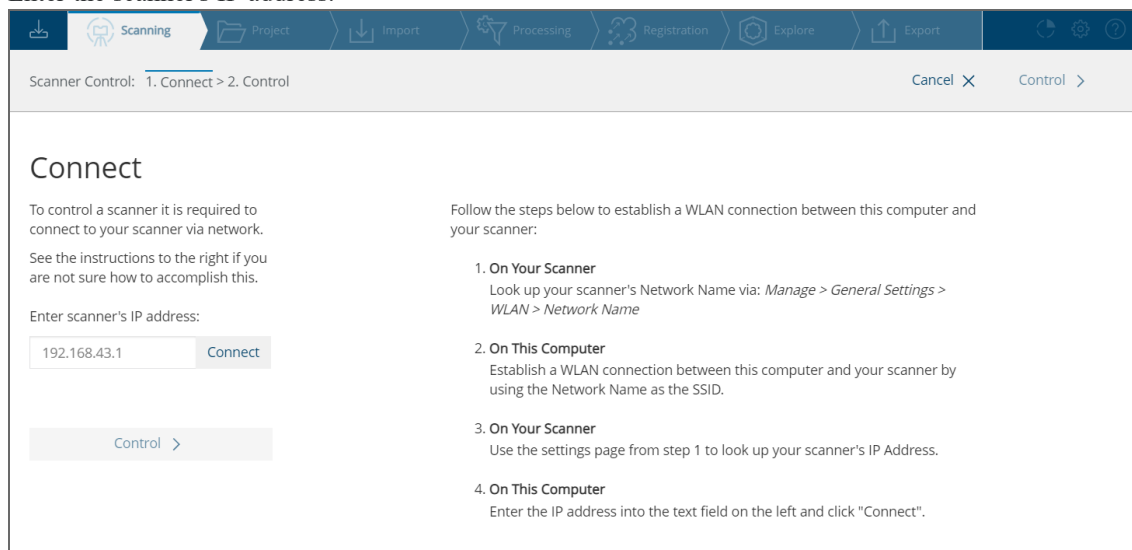 Enter the scanner's IP address.
Scanning Project Import Processing Registration Explore Export
Scanner Control: 1. Connect > 2. Control Cancel Control >
Connect
To control a scanner it is required to
connect to your scanner via network.
See the instructions to the right if you
are not sure how to accomplish this.
Enter scanner's IP address:
192.168.43.1 Connect
Control >
Follow the steps below to establish a WLAN connection between this computer and
your scanner:
1. On Your Scanner
Look up your scanner's Network Name via: Manage > General Settings >
WLAN > Network Name
2. On This Computer
Establish a WLAN connection between this computer and your scanner by
using the Network Name as the SSID.
3. On Your Scanner
Use the settings page from step 1 to look up your scanner's IP Address.
4. On This Computer
Enter the IP address into the text field on the left and click "Connect".